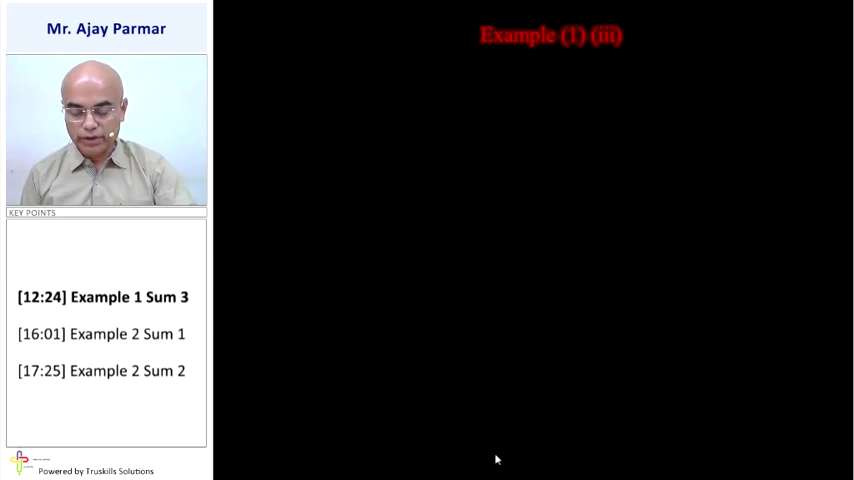 Mr. Ajay Parmar
Example (1) (iii)
KEY POINTS
[12:24] Example 1 Sum 3
[16:01] Example 2 Sum 1
[17:25] Example 2 Sum 2
Powered by Truskills Solutions